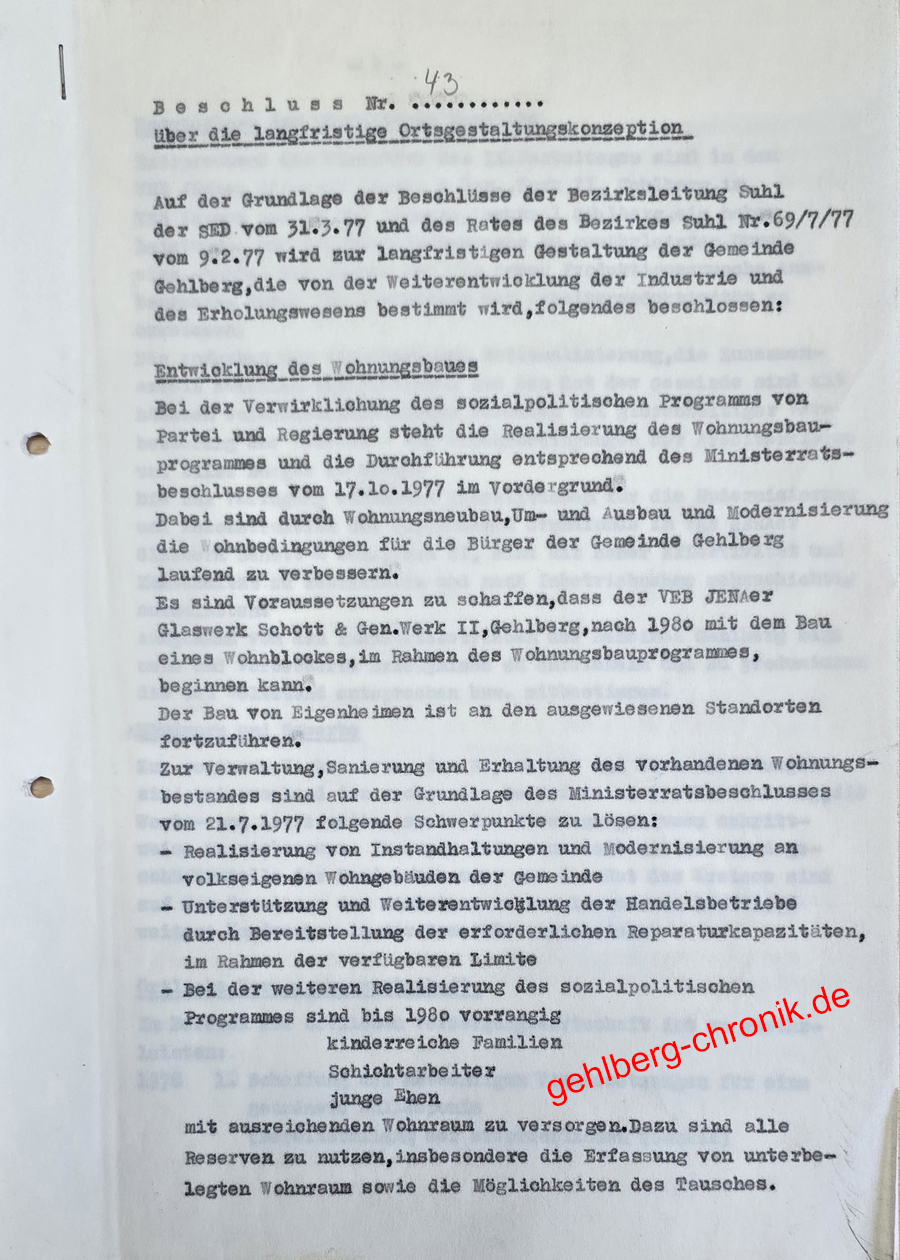 B e s c h l u s s  Nr. 43 ............
über die langfristige Ortsgestaltungskonzeption
Auf der Grundlage der Beschlüsse der Bezirksleitung Suhl
der SED vom 31.3.77 und des Rates des Bezirkes Suhl Nr.69/7/77
vom 9.2.77 wird zur langfristigen Gestaltung der Gemeinde
Gehlberg,die von der Weiterentwicklung der Industrie und
des Erholungswesens bestimmt wird,folgendes beschlossen:
Entwicklung des Wohnungsbaues
Bei der Verwirklichung des sozialpolitischen Programms von
Partei und Regierung steht die Realisierung des Wohnungsbau-
programmes und die Durchführung entsprechend des Ministerrats-
beschlusses vom 17.1o.1977 im Vordergrund.
Dabei sind durch Wohnungsneubau,Um- und Ausbau und Modernisierung
die Wohnbedingungen für die Bürger der Gemeinde Gehlberg
laufend zu verbessern.
Es sind Voraussetzungen zu schaffen,dass der VEB JENAer
Glaswerk Schott & Gen.Werk II,Gehlberg,nach 198o mit dem Bau
eines Wohnblockes,im Rahmen des Wohnungsbauprogrammes,
beginnen kann.
Der Bau von Eigenheimen ist an den ausgewiesenen Standorten
fortzuführen.
Zur Verwaltung,Sanierung und Erhaltung des vorhandenen Wohnungs-
bestandes sind auf der Grundlage des Ministerratsbeschlusses
vom 21.7.1977 folgende Schwerpunkte zu lösen:
- Realisierung von Instandhaltungen und Modernisierung an
volkseigenen Wohngebäuden der Gemeinde
- Unterstützung und Weiterentwicklung der Handelsbetriebe
durch Bereitstellung der erforderlichen Reparaturkapazitäten,
im Rahmen der verfügbaren Limite
- Bei der weiteren Realisierung des sozialpolitischen
Programmes sind bis 198o vorrangig
kinderreiche Familien
Schichtarbeiter
junge Ehen
mit ausreichenden Wohnraum zu versorgen.Dazu sind alle
Reserven zu nutzen,insbesondere die Erfassung von unterbe-
legten Wohnraum sowie die Möglichkeiten des Tausches.
gehlberg-chronik.de